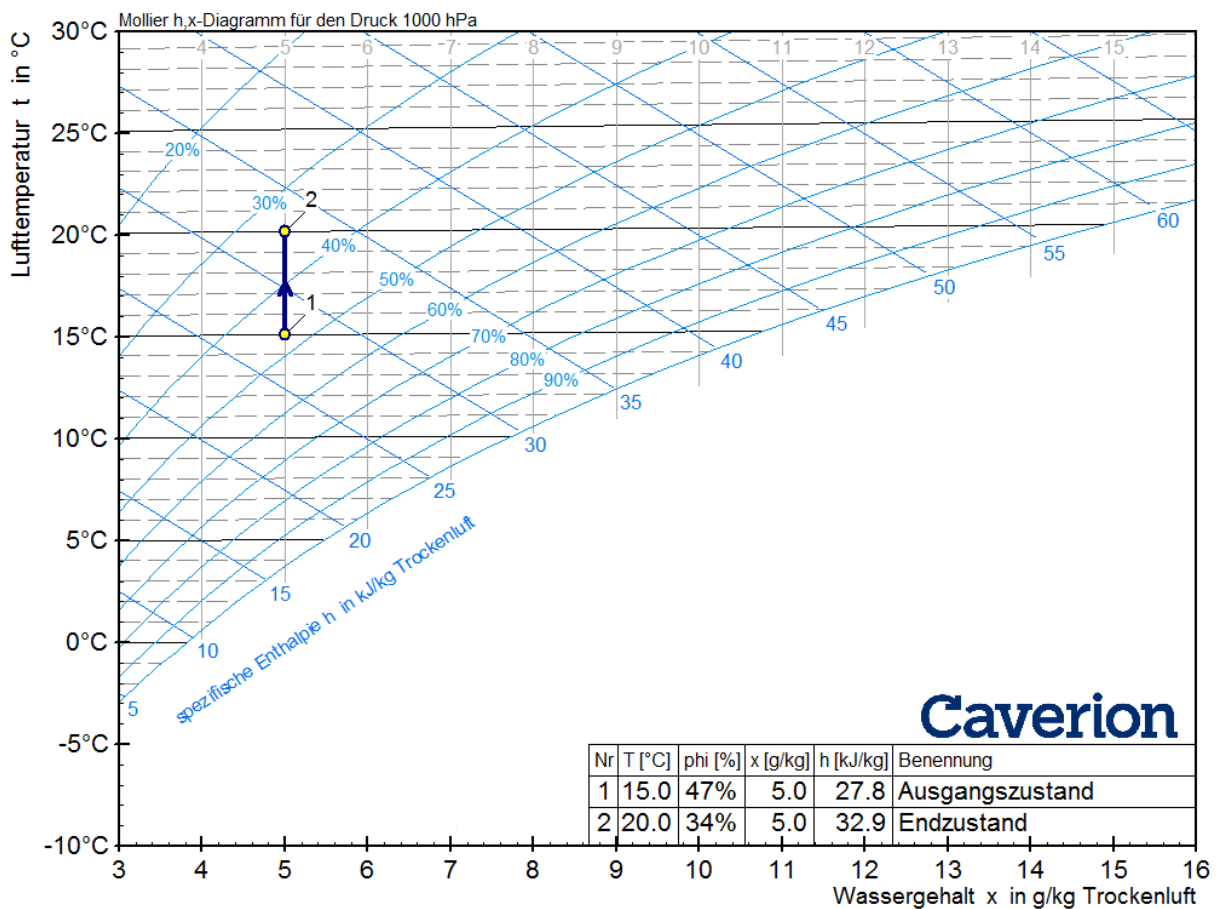 Mollier h,x-Diagramm für den Druck 1000 hPa
Lufttemperatur t in °C
30°C
25°C
20°C
15°C
10°C
5°C
0°C
-5°C
-10°C
4 5 6 7 8 9 10 11 12 13 14 15
20%
30%
40%
50%
60%
70%
80%
90%
2
1
60
55
50
45
40
35
30
25
20
15
10
5
spezifische Enthalpie h in kJ/kg Trockenluft
Caverion
Nr T [°C] phi [%] x [g/kg] h [kJ/kg] Benennung
1 15.0 47% 5.0 27.8 Ausgangszustand
2 20.0 34% 5.0 32.9 Endzustand
3 4 5 6 7 8 9 10 11 12 13 14 15 16
Wassergehalt x in g/kg Trockenluft